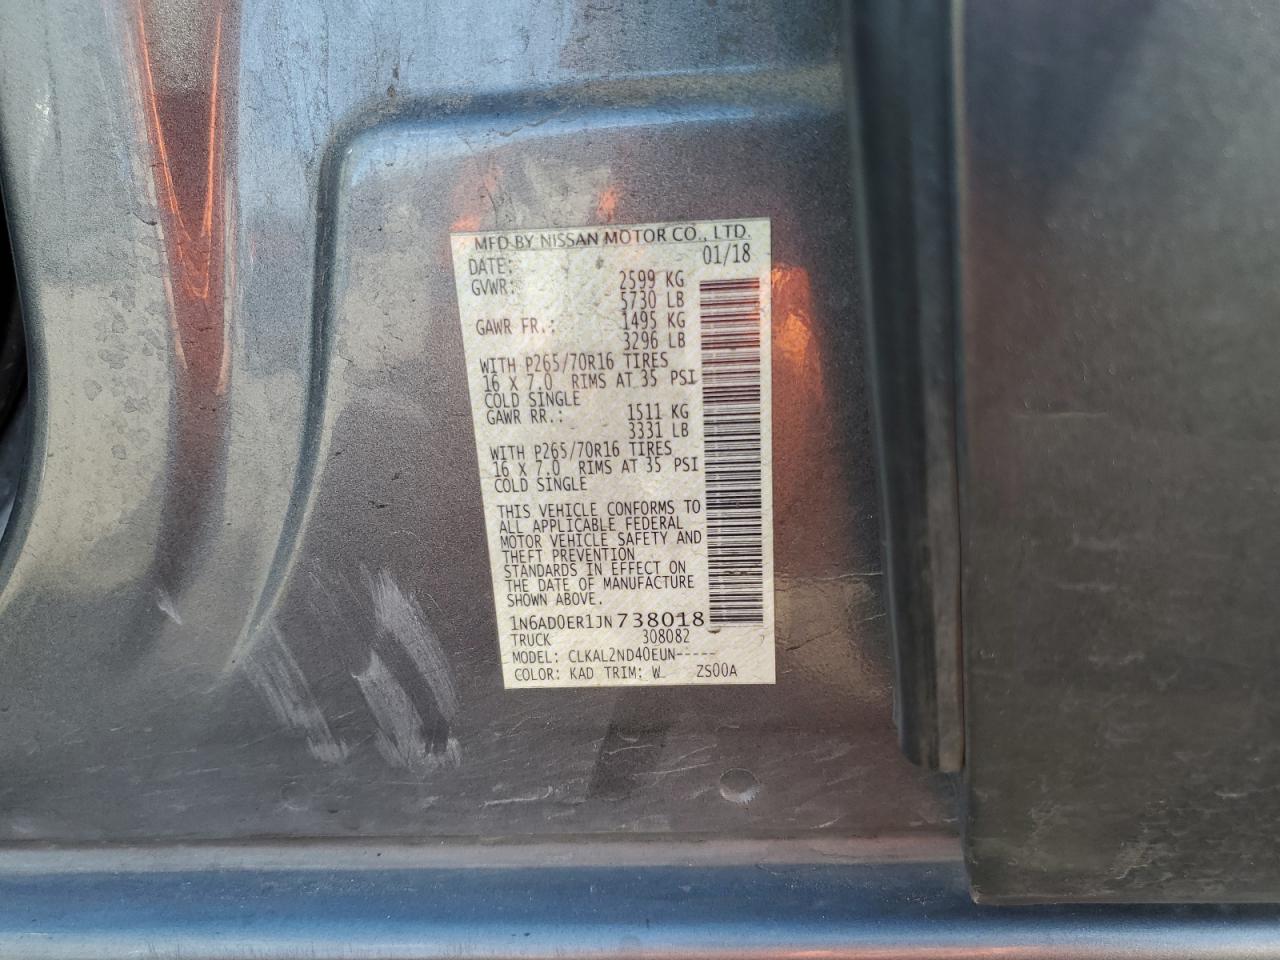 MFD BY NISSAN MOTOR CO., LTD.
DATE: 01/18
GVWR: 2599 KG
5730 LB
GAWR FR.: 1495 KG
3296 LB
WITH P265/70R16 TIRES
16 X 7.0 RIMS AT 35 PSI
COLD SINGLE
GAWR RR.: 1511 KG
3331 LB
WITH P265/70R16 TIRES
16 X 7.0 RIMS AT 35 PSI
COLD SINGLE
THIS VEHICLE CONFORMS TO
ALL APPLICABLE FEDERAL
MOTOR VEHICLE SAFETY AND
THEFT PREVENTION
STANDARDS IN EFFECT ON
THE DATE OF MANUFACTURE
SHOWN ABOVE.
1N6AD0ER1JN738018
TRUCK 308082 7
MODEL: CLKAL2ND40EUN-----
COLOR: KAD TRIM: W ZS00A